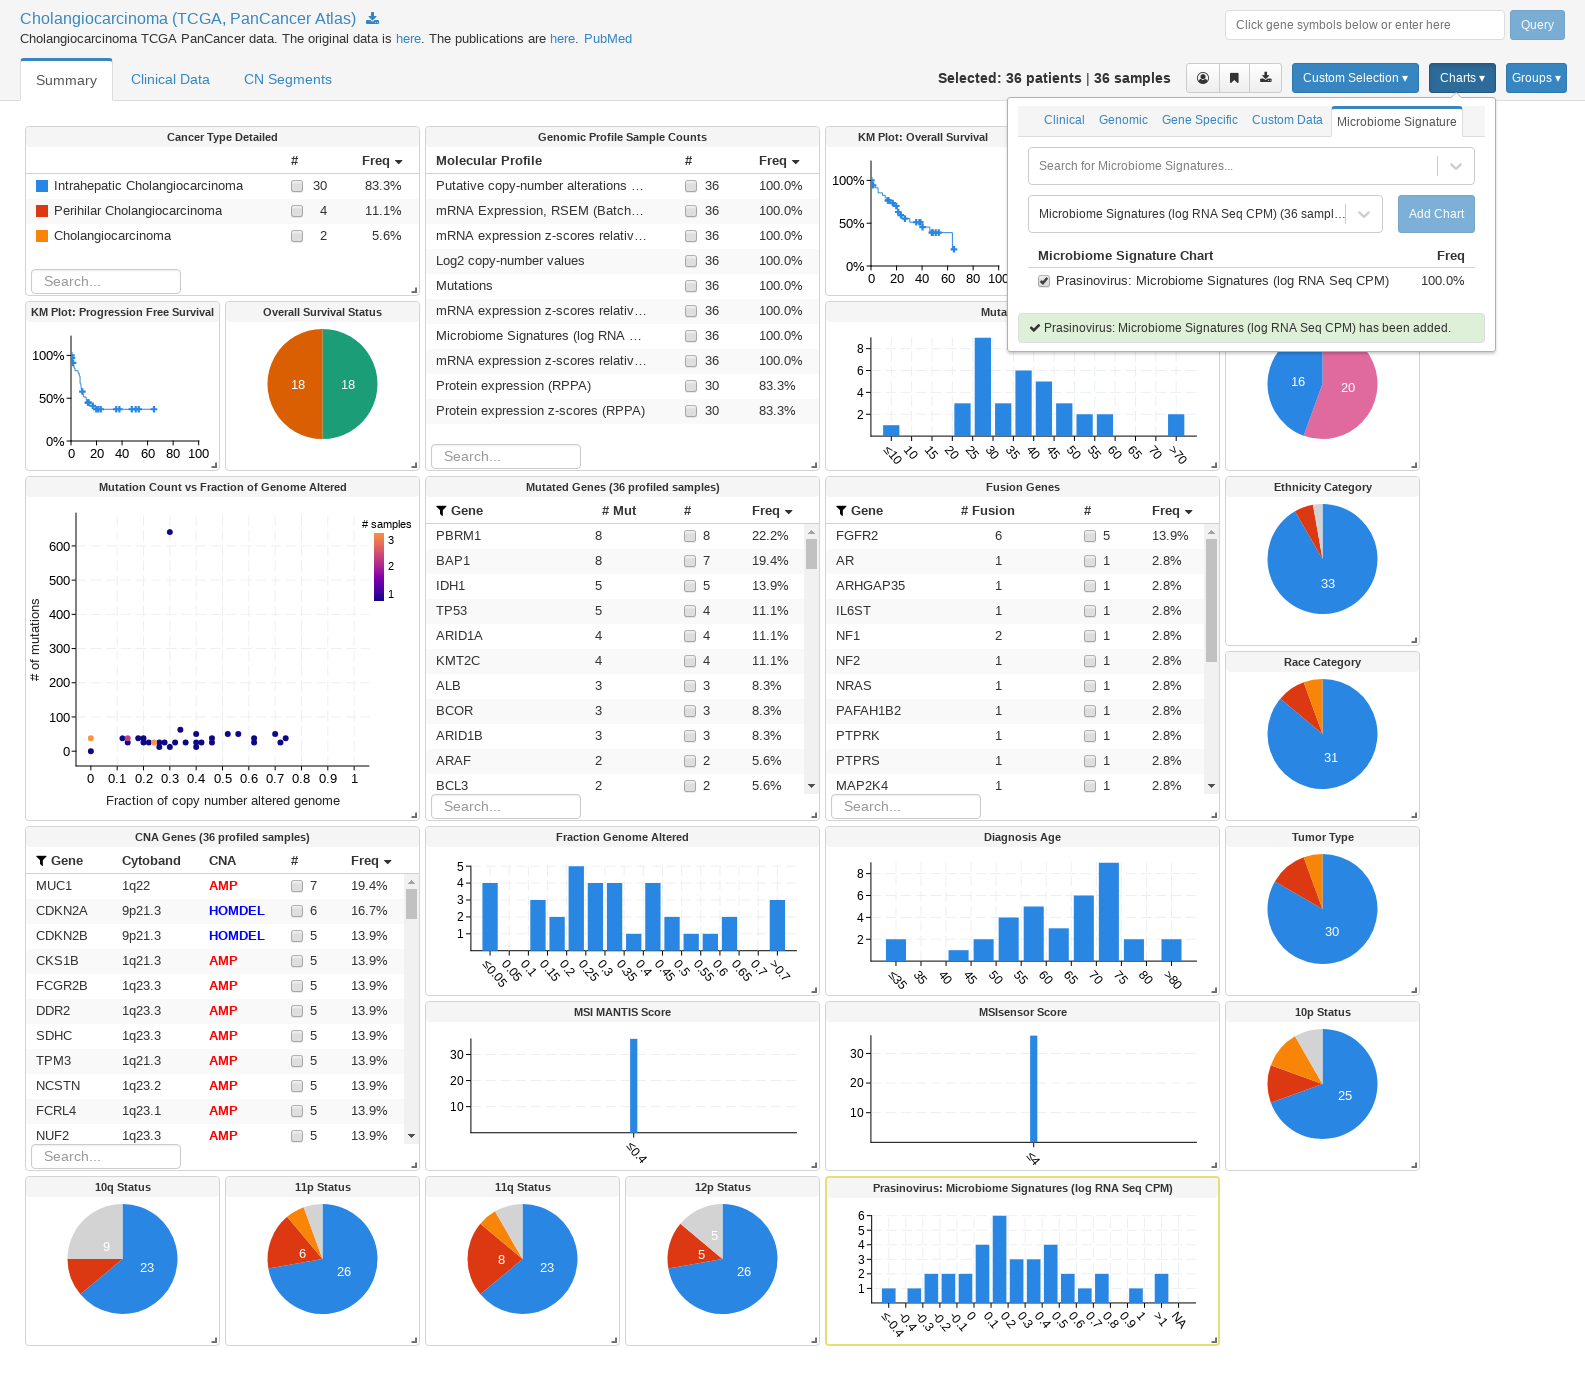 Cholangiocarcinoma (TCGA, PanCancer Atlas)
Cholangiocarcinoma TCGA PanCancer data. The original data is here. The publications are here. PubMed
Click gene symbols below or enter here
Query
Summary
Clinical Data
CN Segments
Selected: 36 patients | 36 samples
Custom Selection ▾
Charts ▾
Groups ▾
Clinical Genomic Gene Specific Custom Data Microbiome Signature
Search for Microbiome Signatures...
Microbiome Signatures (log RNA Seq CPM) (36 sampl...
Add Chart
Microbiome Signature Chart Freq
Prasinovirus: Microbiome Signatures (log RNA Seq CPM) 100.0%
Prasinovirus: Microbiome Signatures (log RNA Seq CPM) has been added.
Cancer Type Detailed
# Freq
Intrahepatic Cholangiocarcinoma 30 83.3%
Perihilar Cholangiocarcinoma 4 11.1%
Cholangiocarcinoma 2 5.6%
Search...
Genomic Profile Sample Counts
Molecular Profile # Freq
Putative copy-number alterations ... 36 100.0%
mRNA Expression, RSEM (Batch... 36 100.0%
mRNA expression z-scores relativ... 36 100.0%
Log2 copy-number values 36 100.0%
Mutations 36 100.0%
mRNA expression z-scores relativ... 36 100.0%
Microbiome Signatures (log RNA ... 36 100.0%
mRNA expression z-scores relativ... 36 100.0%
Protein expression (RPPA) 30 83.3%
Protein expression z-scores (RPPA) 30 83.3%
Search...
KM Plot: Overall Survival
100%
50%
0%
0 20 40 60 80 100
KM Plot: Progression Free Survival
100%
50%
0%
0 20 40 60 80 100
Overall Survival Status
18 18
Muta
8
6
4
2
≤10 10 15 20 25 30 35 40 45 50 55 60 65 70 >70
16 20
Mutation Count vs Fraction of Genome Altered
# samples
3
2
1
# of mutations
600
500
400
300
200
100
0
0 0.1 0.2 0.3 0.4 0.5 0.6 0.7 0.8 0.9 1
Fraction of copy number altered genome
Mutated Genes (36 profiled samples)
Gene # Mut # Freq
PBRM1 8 8 22.2%
BAP1 8 7 19.4%
IDH1 5 5 13.9%
TP53 5 4 11.1%
ARID1A 4 4 11.1%
KMT2C 4 4 11.1%
ALB 3 3 8.3%
BCOR 3 3 8.3%
ARID1B 3 3 8.3%
ARAF 2 2 5.6%
BCL3 2 2 5.6%
Search...
Fusion Genes
Gene # Fusion # Freq
FGFR2 6 5 13.9%
AR 1 1 2.8%
ARHGAP35 1 1 2.8%
IL6ST 1 1 2.8%
NF1 2 1 2.8%
NF2 1 1 2.8%
NRAS 1 1 2.8%
PAFAH1B2 1 1 2.8%
PTPRK 1 1 2.8%
PTPRS 1 1 2.8%
MAP2K4 1 1 2.8%
Search...
Ethnicity Category
33
Race Category
31
CNA Genes (36 profiled samples)
Gene Cytoband CNA # Freq
MUC1 1q22 AMP 7 19.4%
CDKN2A 9p21.3 HOMDEL 6 16.7%
CDKN2B 9p21.3 HOMDEL 5 13.9%
CKS1B 1q21.3 AMP 5 13.9%
FCGR2B 1q23.3 AMP 5 13.9%
DDR2 1q23.3 AMP 5 13.9%
SDHC 1q23.3 AMP 5 13.9%
TPM3 1q21.3 AMP 5 13.9%
NCSTN 1q23.2 AMP 5 13.9%
FCRL4 1q23.1 AMP 5 13.9%
NUF2 1q23.3 AMP 5 13.9%
Search...
Fraction Genome Altered
5
4
3
2
1
≤0.05 0.05 0.1 0.15 0.2 0.25 0.3 0.35 0.4 0.45 0.5 0.55 0.6 0.65 0.7 >0.7
Diagnosis Age
8
6
4
2
≤35 35 40 45 50 55 60 65 70 75 80 >80
Tumor Type
30
MSI MANTIS Score
30
20
10
≤0.4
MSIsensor Score
30
20
10
≤4
10p Status
25
10q Status
9 23
11p Status
6 26
11q Status
8 23
12p Status
5 5 26
Prasinovirus: Microbiome Signatures (log RNA Seq CPM)
6
5
4
3
2
1
≤-0.4 -0.4 -0.3 -0.2 -0.1 0 0.1 0.2 0.3 0.4 0.5 0.6 0.7 0.8 0.9 1 >1 NA